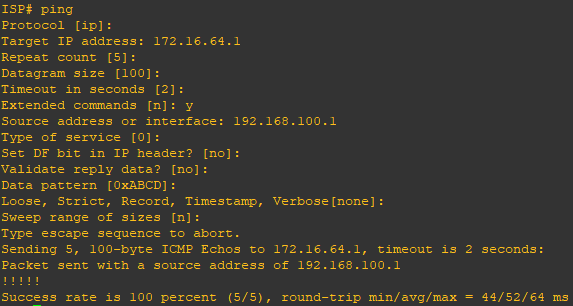 ISP# ping
Protocol [ip]:
Target IP address: 172.16.64.1
Repeat count [5]:
Datagram size [100]:
Timeout in seconds [2]:
Extended commands [n]: y
Source address or interface: 192.168.100.1
Type of service [0]:
Set DF bit in IP header? [no]:
Validate reply data? [no]:
Data pattern [0xABCD]:
Loose, Strict, Record, Timestamp, Verbose[none]:
Sweep range of sizes [n]:
Type escape sequence to abort.
Sending 5, 100-byte ICMP Echos to 172.16.64.1, timeout is 2 seconds:
Packet sent with a source address of 192.168.100.1
!!!!!
Success rate is 100 percent (5/5), round-trip min/avg/max = 44/52/64 ms